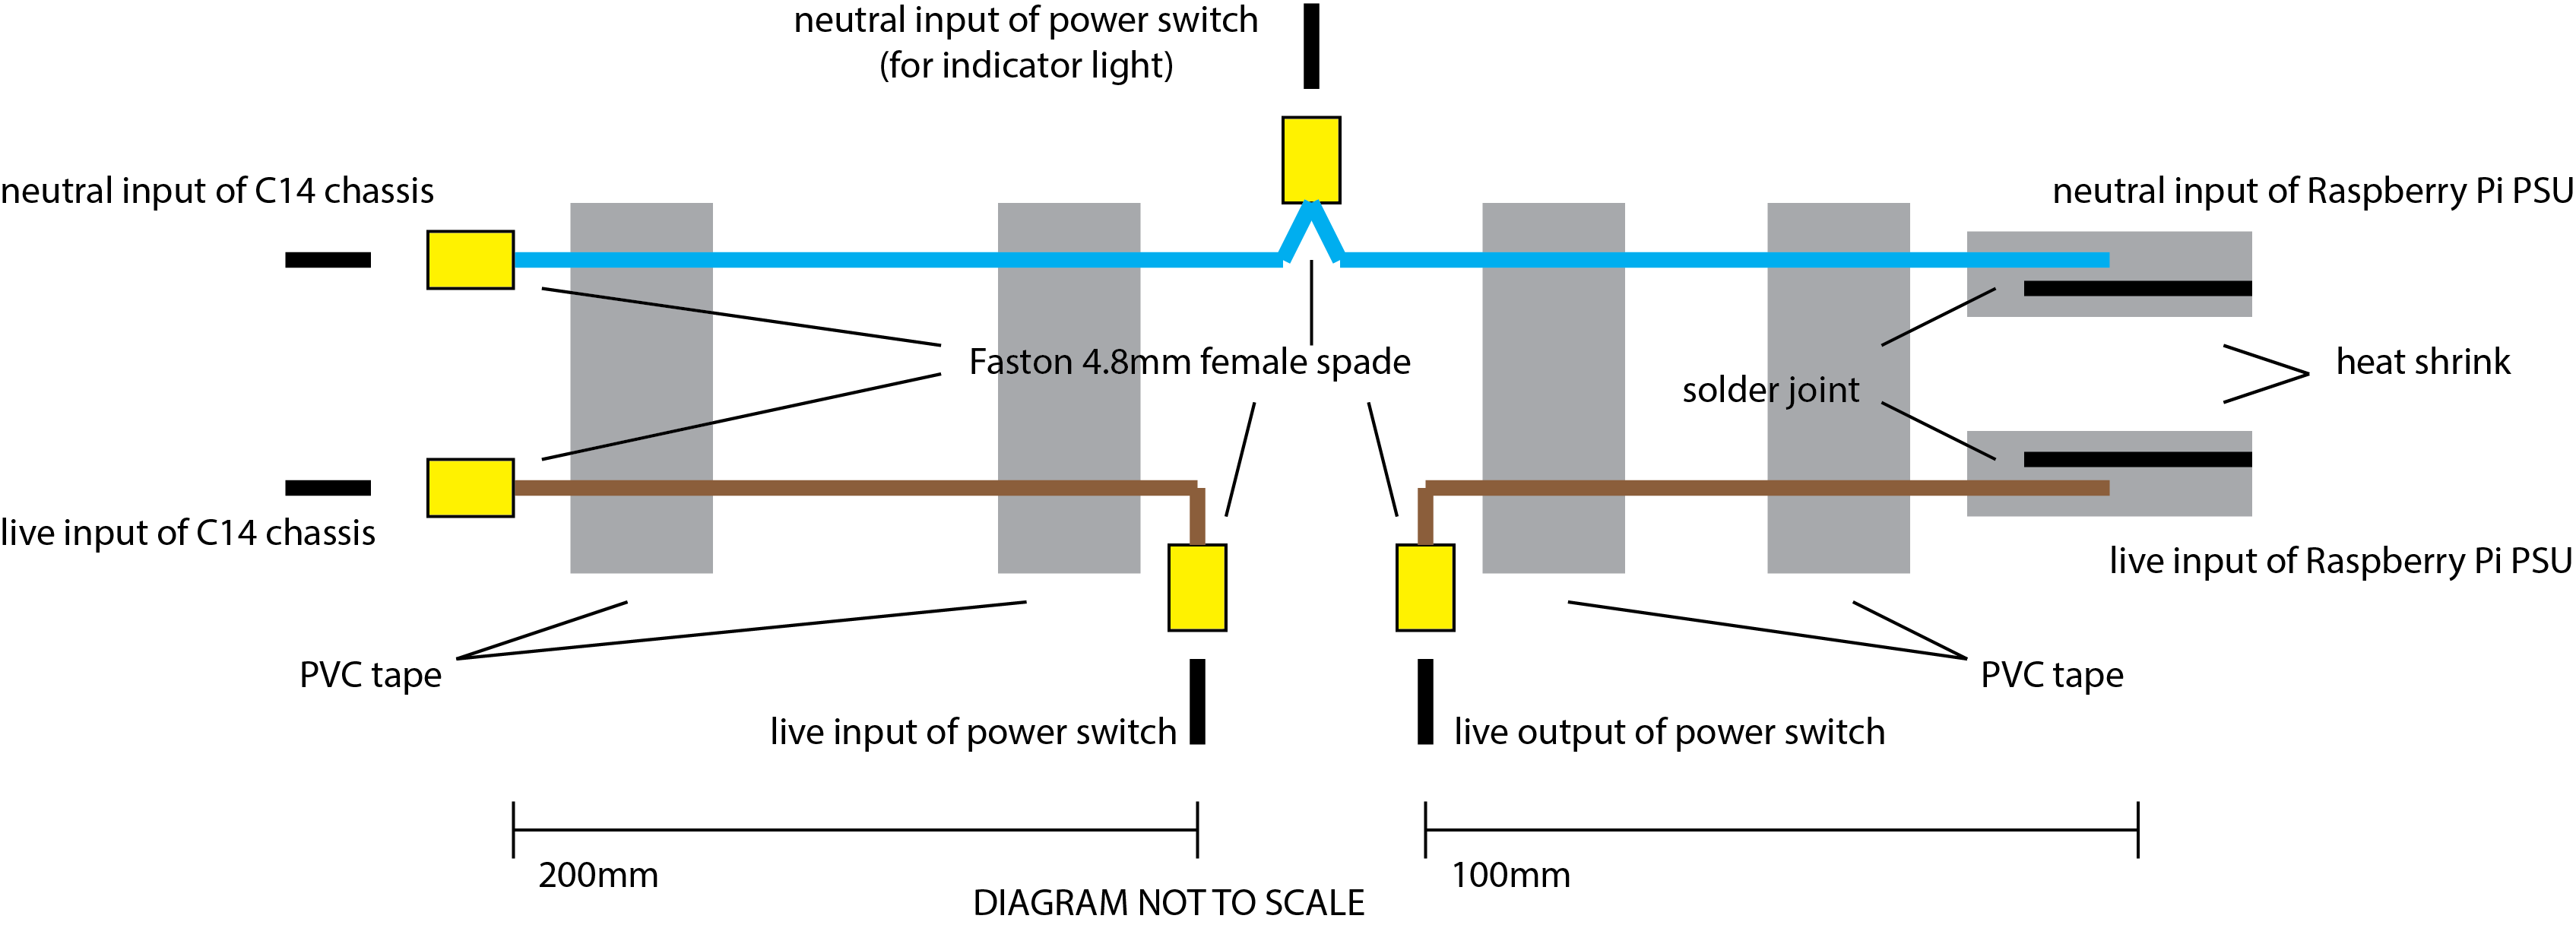 neutral input of power switch
(for indicator light)
neutral input of C14 chassis
neutral input of Raspberry Pi PSU
Faston 4.8mm female spade
solder joint
heat shrink
live input of C14 chassis
live input of Raspberry Pi PSU
PVC tape
PVC tape
live input of power switch
live output of power switch
200mm
100mm
DIAGRAM NOT TO SCALE